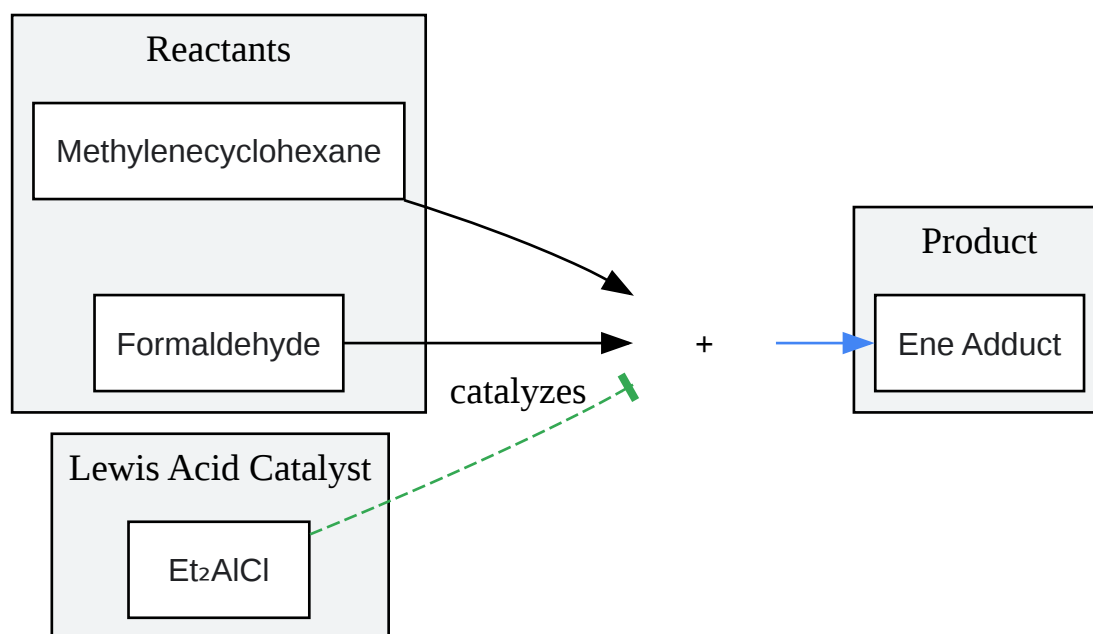 Reactants
Methylenecyclohexane
Formaldehyde
catalyzes
+
Product
Ene Adduct
Lewis Acid Catalyst
Et₂AlCl